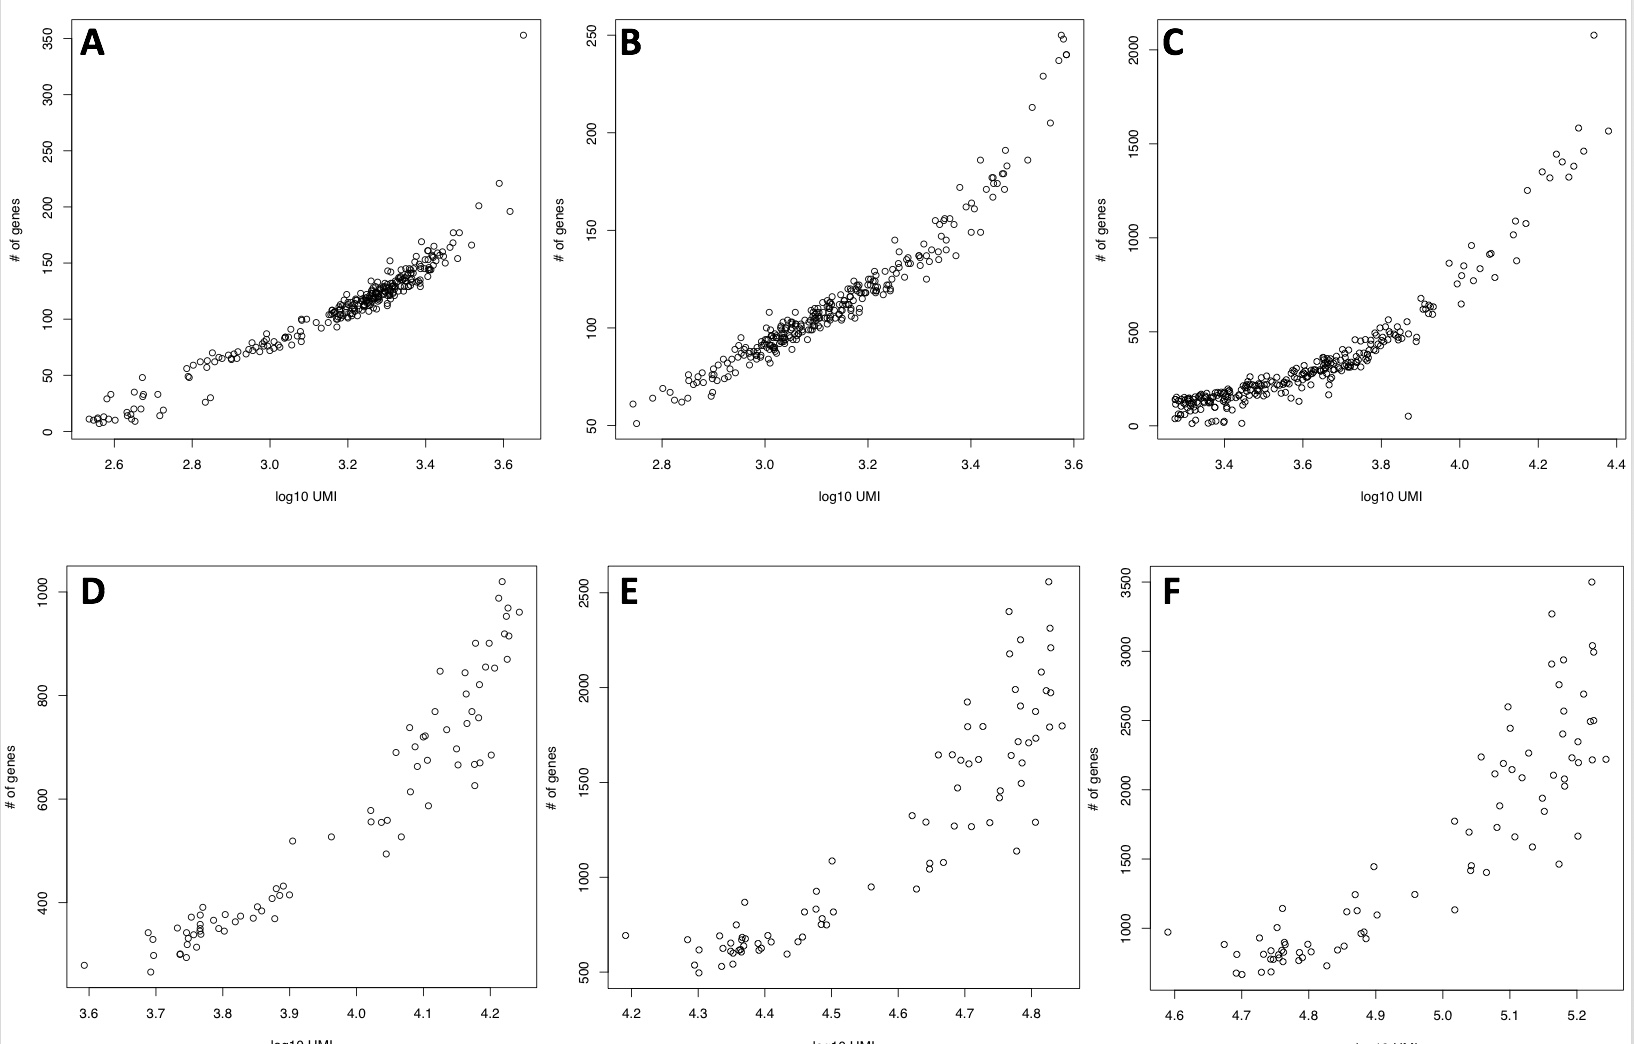 A
350
300
250
200
150
100
50
0
# of genes
2.6 2.8 3.0 3.2 3.4 3.6
log10 UMI
B
250
200
150
100
50
# of genes
2.8 3.0 3.2 3.4 3.6
log10 UMI
C
2000
1500
1000
500
0
# of genes
3.4 3.6 3.8 4.0 4.2 4.4
log10 UMI
D
1000
800
600
400
# of genes
3.6 3.7 3.8 3.9 4.0 4.1 4.2
log10 UMI
E
2500
2000
1500
1000
500
# of genes
4.2 4.3 4.4 4.5 4.6 4.7 4.8
log10 UMI
F
3500
3000
2500
2000
1500
1000
# of genes
4.6 4.7 4.8 4.9 5.0 5.1 5.2
log10 UMI